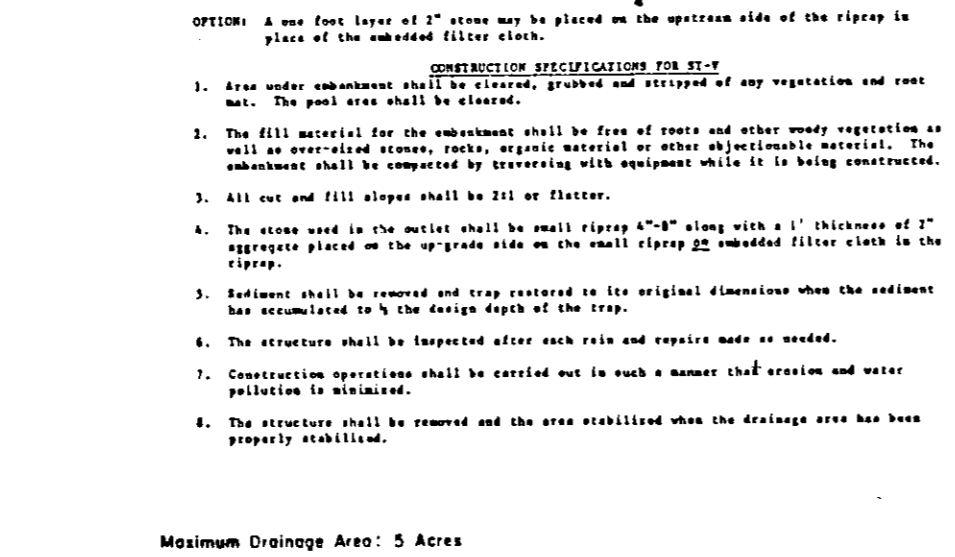 OPTION: A one foot layer of 2" stone may be placed on the upstream side of the riprap in
place of the embedded filter cloth.
CONSTRUCTION SPECIFICATIONS FOR ST-V
1. Area under embankment shall be cleared, grubbed and stripped of any vegetation and root
mat. The pool area shall be cleared.
2. The fill material for the embankment shall be free of roots and other woody vegetation as
well as over-sized stones, rocks, organic material or other objectionable material. The
embankment shall be compacted by traversing with equipment while it is being constructed.
3. All cut and fill slopes shall be 2:1 or flatter.
4. The stone used in the outlet shall be small riprap 4"-8" along with a 1' thickness of 2"
aggregate placed on the up-grade side on the small riprap or embedded filter cloth in the
riprap.
5. Sediment shall be removed and trap restored to its original dimensions when the sediment
has accumulated to ½ the design depth of the trap.
6. The structure shall be inspected after each rain and repairs made as needed.
7. Construction operations shall be carried out in such a manner that erosion and water
pollution is minimized.
8. The structure shall be removed and the area stabilized when the drainage area has been
properly stabilized.
Maximum Drainage Area: 5 Acres